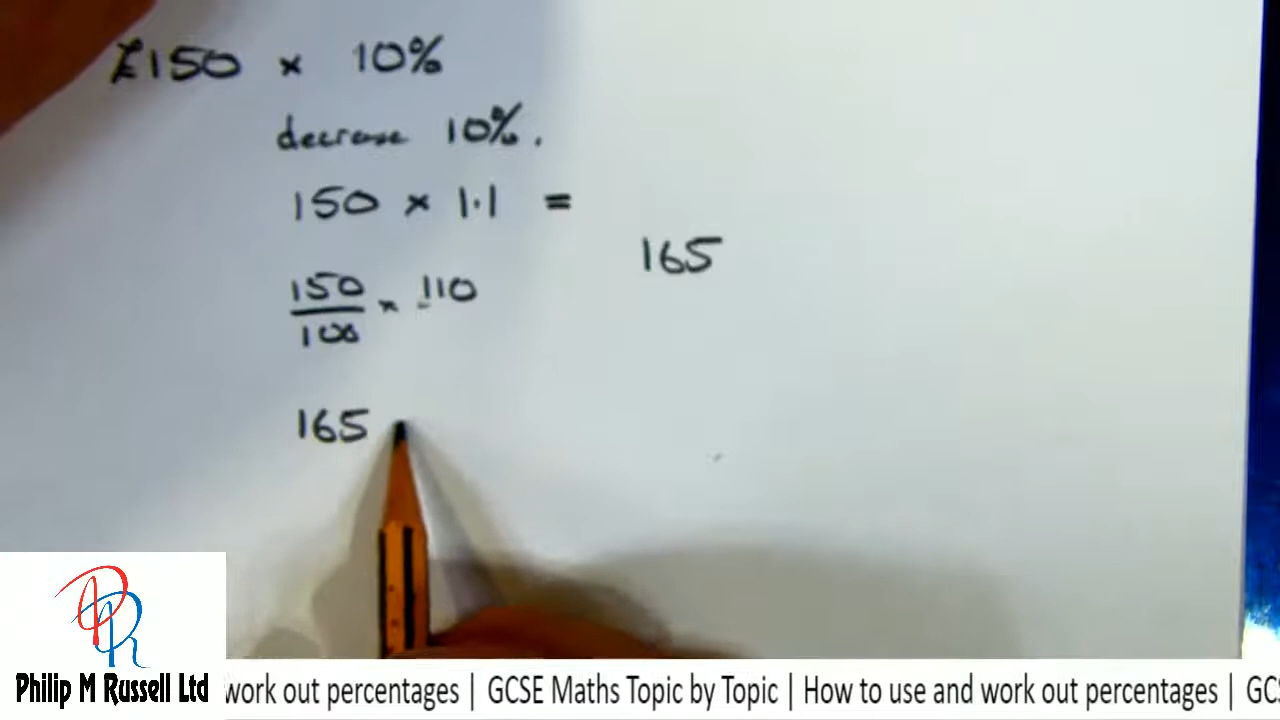 £150 × 10%
decrease 10%.
150 × 1.1 =
165
150
100
× 110
165
Philip M Russell Ltd
work out percentages | GCSE Maths Topic by Topic | How to use and work out percentages | GCS